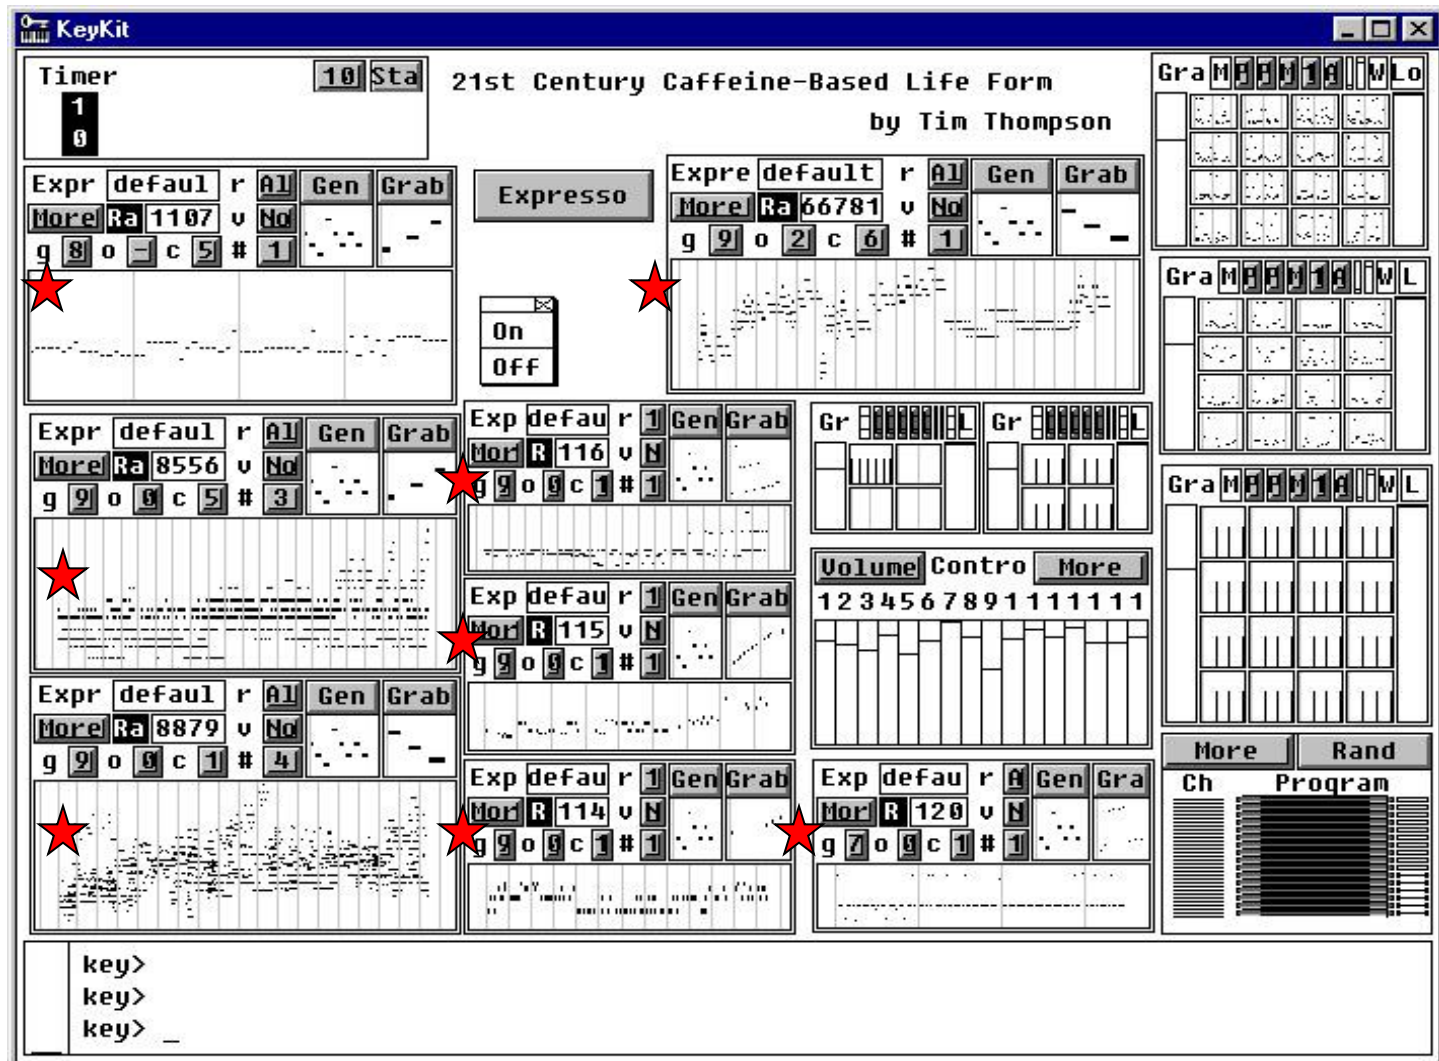 KeyKit
Timer 10 Sta
1
0
21st Century Caffeine-Based Life Form
by Tim Thompson
Expresso
On
Off
Expr defaul r Al Gen Grab
More Ra 1107 v No
g 8 o - c 5 # 1
Expre default r Al Gen Grab
More Ra 66781 v No
g 9 o 2 c 6 # 1
Expr defaul r Al Gen Grab
More Ra 8556 v No
g 9 o 0 c 5 # 3
Expr defaul r Al Gen Grab
More Ra 8879 v No
g 9 o 0 c 1 # 4
Exp defau r 1 Gen Grab
Mor R 116 v N
g 9 o 0 c 1 # 1
Exp defau r 1 Gen Grab
Mor R 115 v N
g 9 o 0 c 1 # 1
Exp defau r 1 Gen Grab
Mor R 114 v N
g 9 o 0 c 1 # 1
Exp defau r A Gen Gra
Mor R 120 v N
g 7 o 0 c 1 # 1
Gr L
Gr L
Volume Contro More
1 2 3 4 5 6 7 8 9 1 1 1 1 1 1 1
Gra M A A M 1 A W Lo
Gra M A A M 1 A W L
Gra M A A M 1 A W L
More Rand
Ch Program
key>
key>
key> _